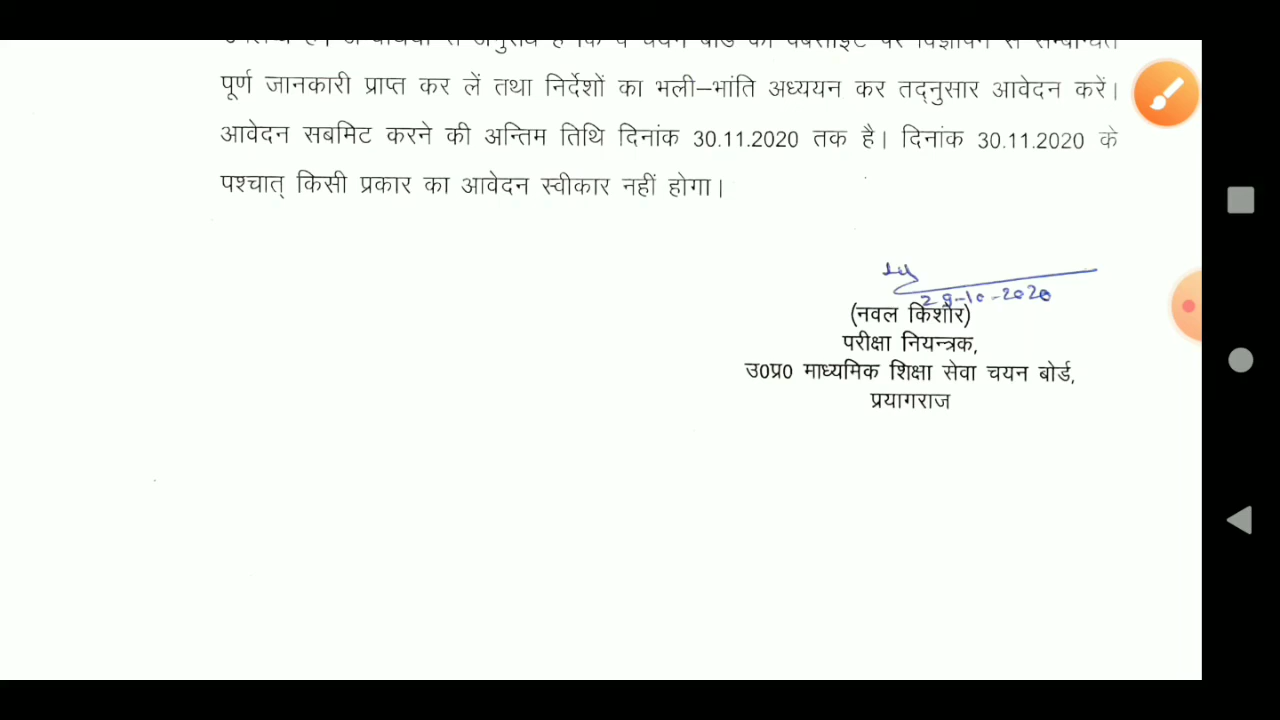 पूर्ण जानकारी प्राप्त कर लें तथा निर्देशों का भली–भांति अध्ययन कर तद्नुसार आवेदन करें।
आवेदन सबमिट करने की अन्तिम तिथि दिनांक 30.11.2020 तक है। दिनांक 30.11.2020 के
पश्चात् किसी प्रकार का आवेदन स्वीकार नहीं होगा।
29-10-2020
(नवल किशोर)
परीक्षा नियन्त्रक,
उ0प्र0 माध्यमिक शिक्षा सेवा चयन बोर्ड,
प्रयागराज